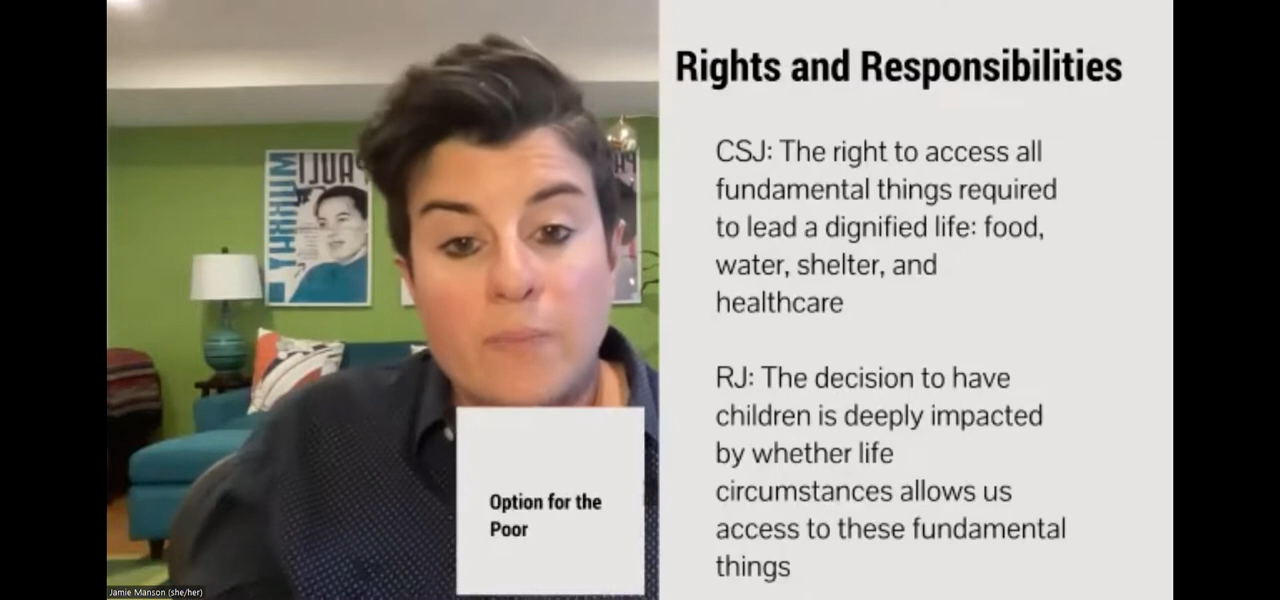 PAULI
MURRAY
Rights and Responsibilities
CSJ: The right to access all
fundamental things required
to lead a dignified life: food,
water, shelter, and
healthcare
RJ: The decision to have
children is deeply impacted
by whether life
circumstances allows us
access to these fundamental
things
Option for the
Poor
Jamie Manson (she/her)